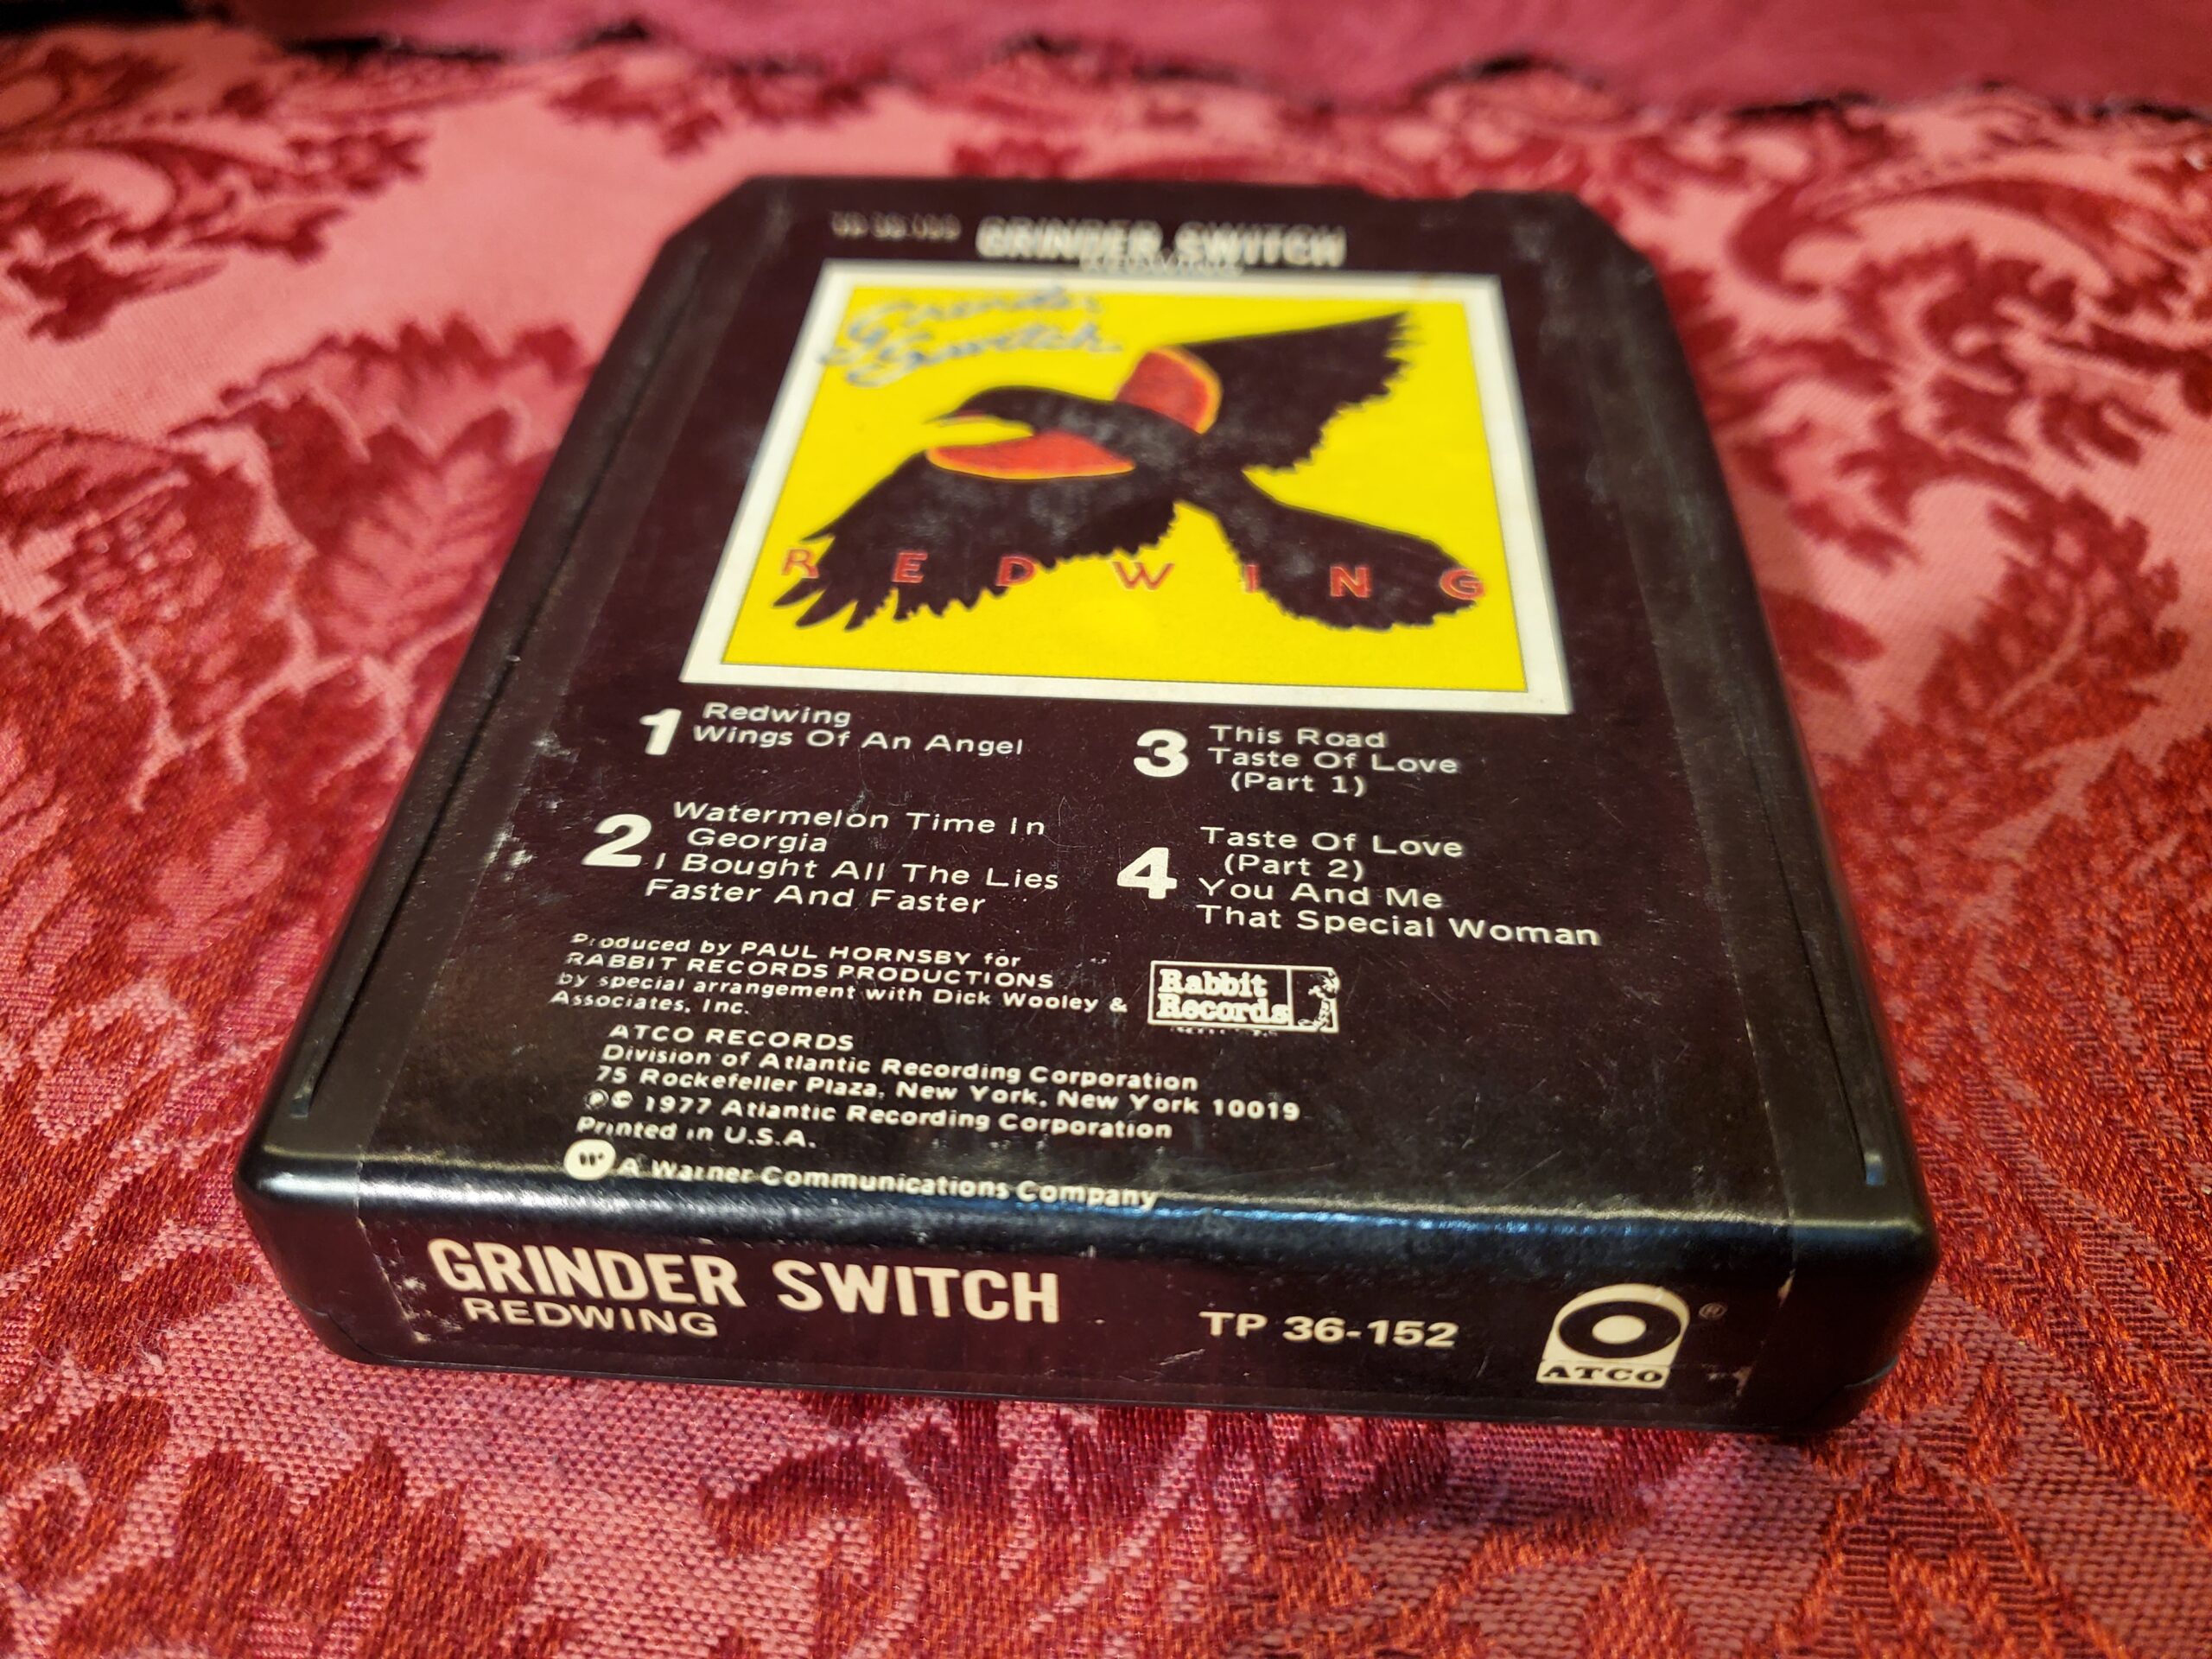 GRINDER SWITCH
Grinder
Switch
REDWING
1 Redwing
Wings Of An Angel
2 Watermelon Time In
Georgia
I Bought All The Lies
Faster And Faster
3 This Road
Taste Of Love
(Part 1)
4 Taste Of Love
(Part 2)
You And Me
That Special Woman
Produced by PAUL HORNSBY for
RABBIT RECORDS PRODUCTIONS
by special arrangement with Dick Wooley &
Associates, Inc.
Rabbit
Records
ATCO RECORDS
Division of Atlantic Recording Corporation
75 Rockefeller Plaza, New York, New York 10019
℗© 1977 Atlantic Recording Corporation
Printed in U.S.A.
W A Warner Communications Company
GRINDER SWITCH
REDWING
TP 36-152
ATCO ®